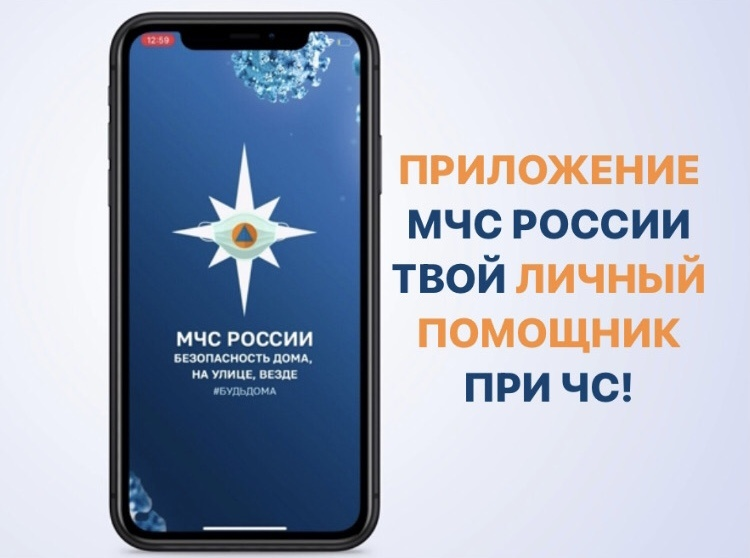 12:59
МЧС РОССИИ
БЕЗОПАСНОСТЬ ДОМА,
НА УЛИЦЕ, ВЕЗДЕ
#БУДЬДОМА
ПРИЛОЖЕНИЕ
МЧС РОССИИ
ТВОЙ ЛИЧНЫЙ
ПОМОЩНИК
ПРИ ЧС!